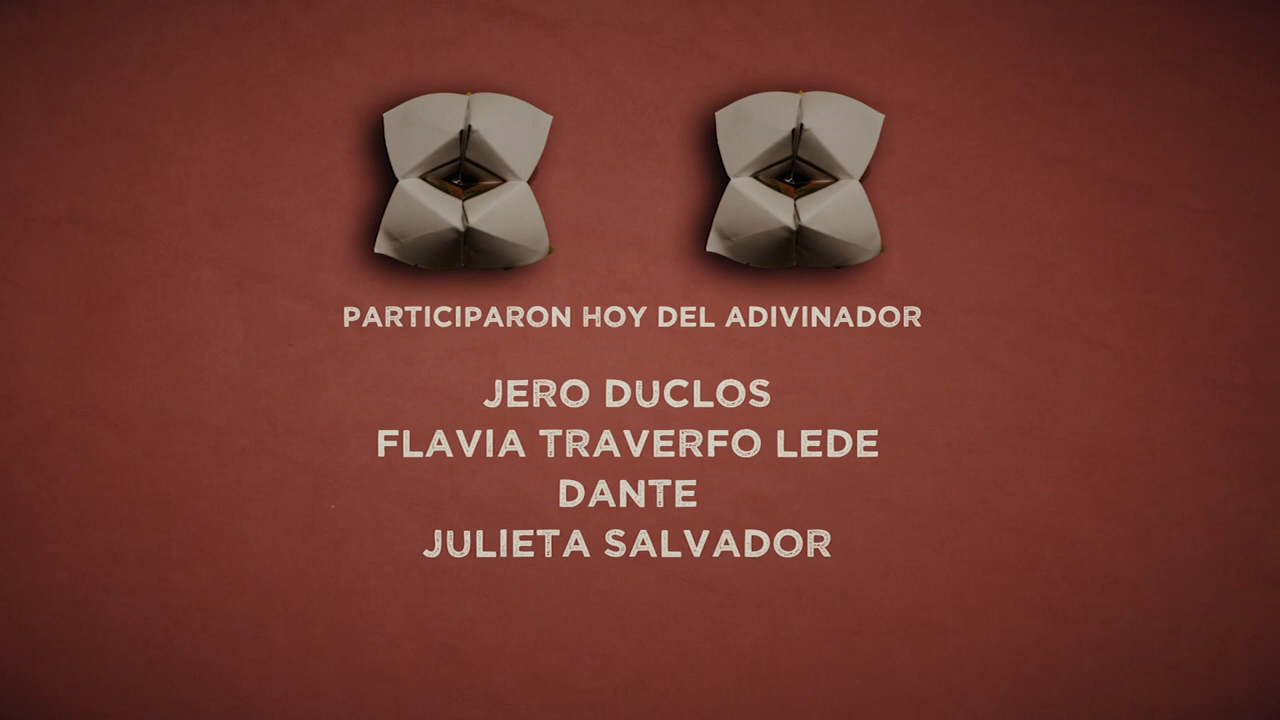 PARTICIPARON HOY DEL ADIVINADOR
JERO DUCLOS
FLAVIA TRAVERFO LEDE
DANTE
JULIETA SALVADOR